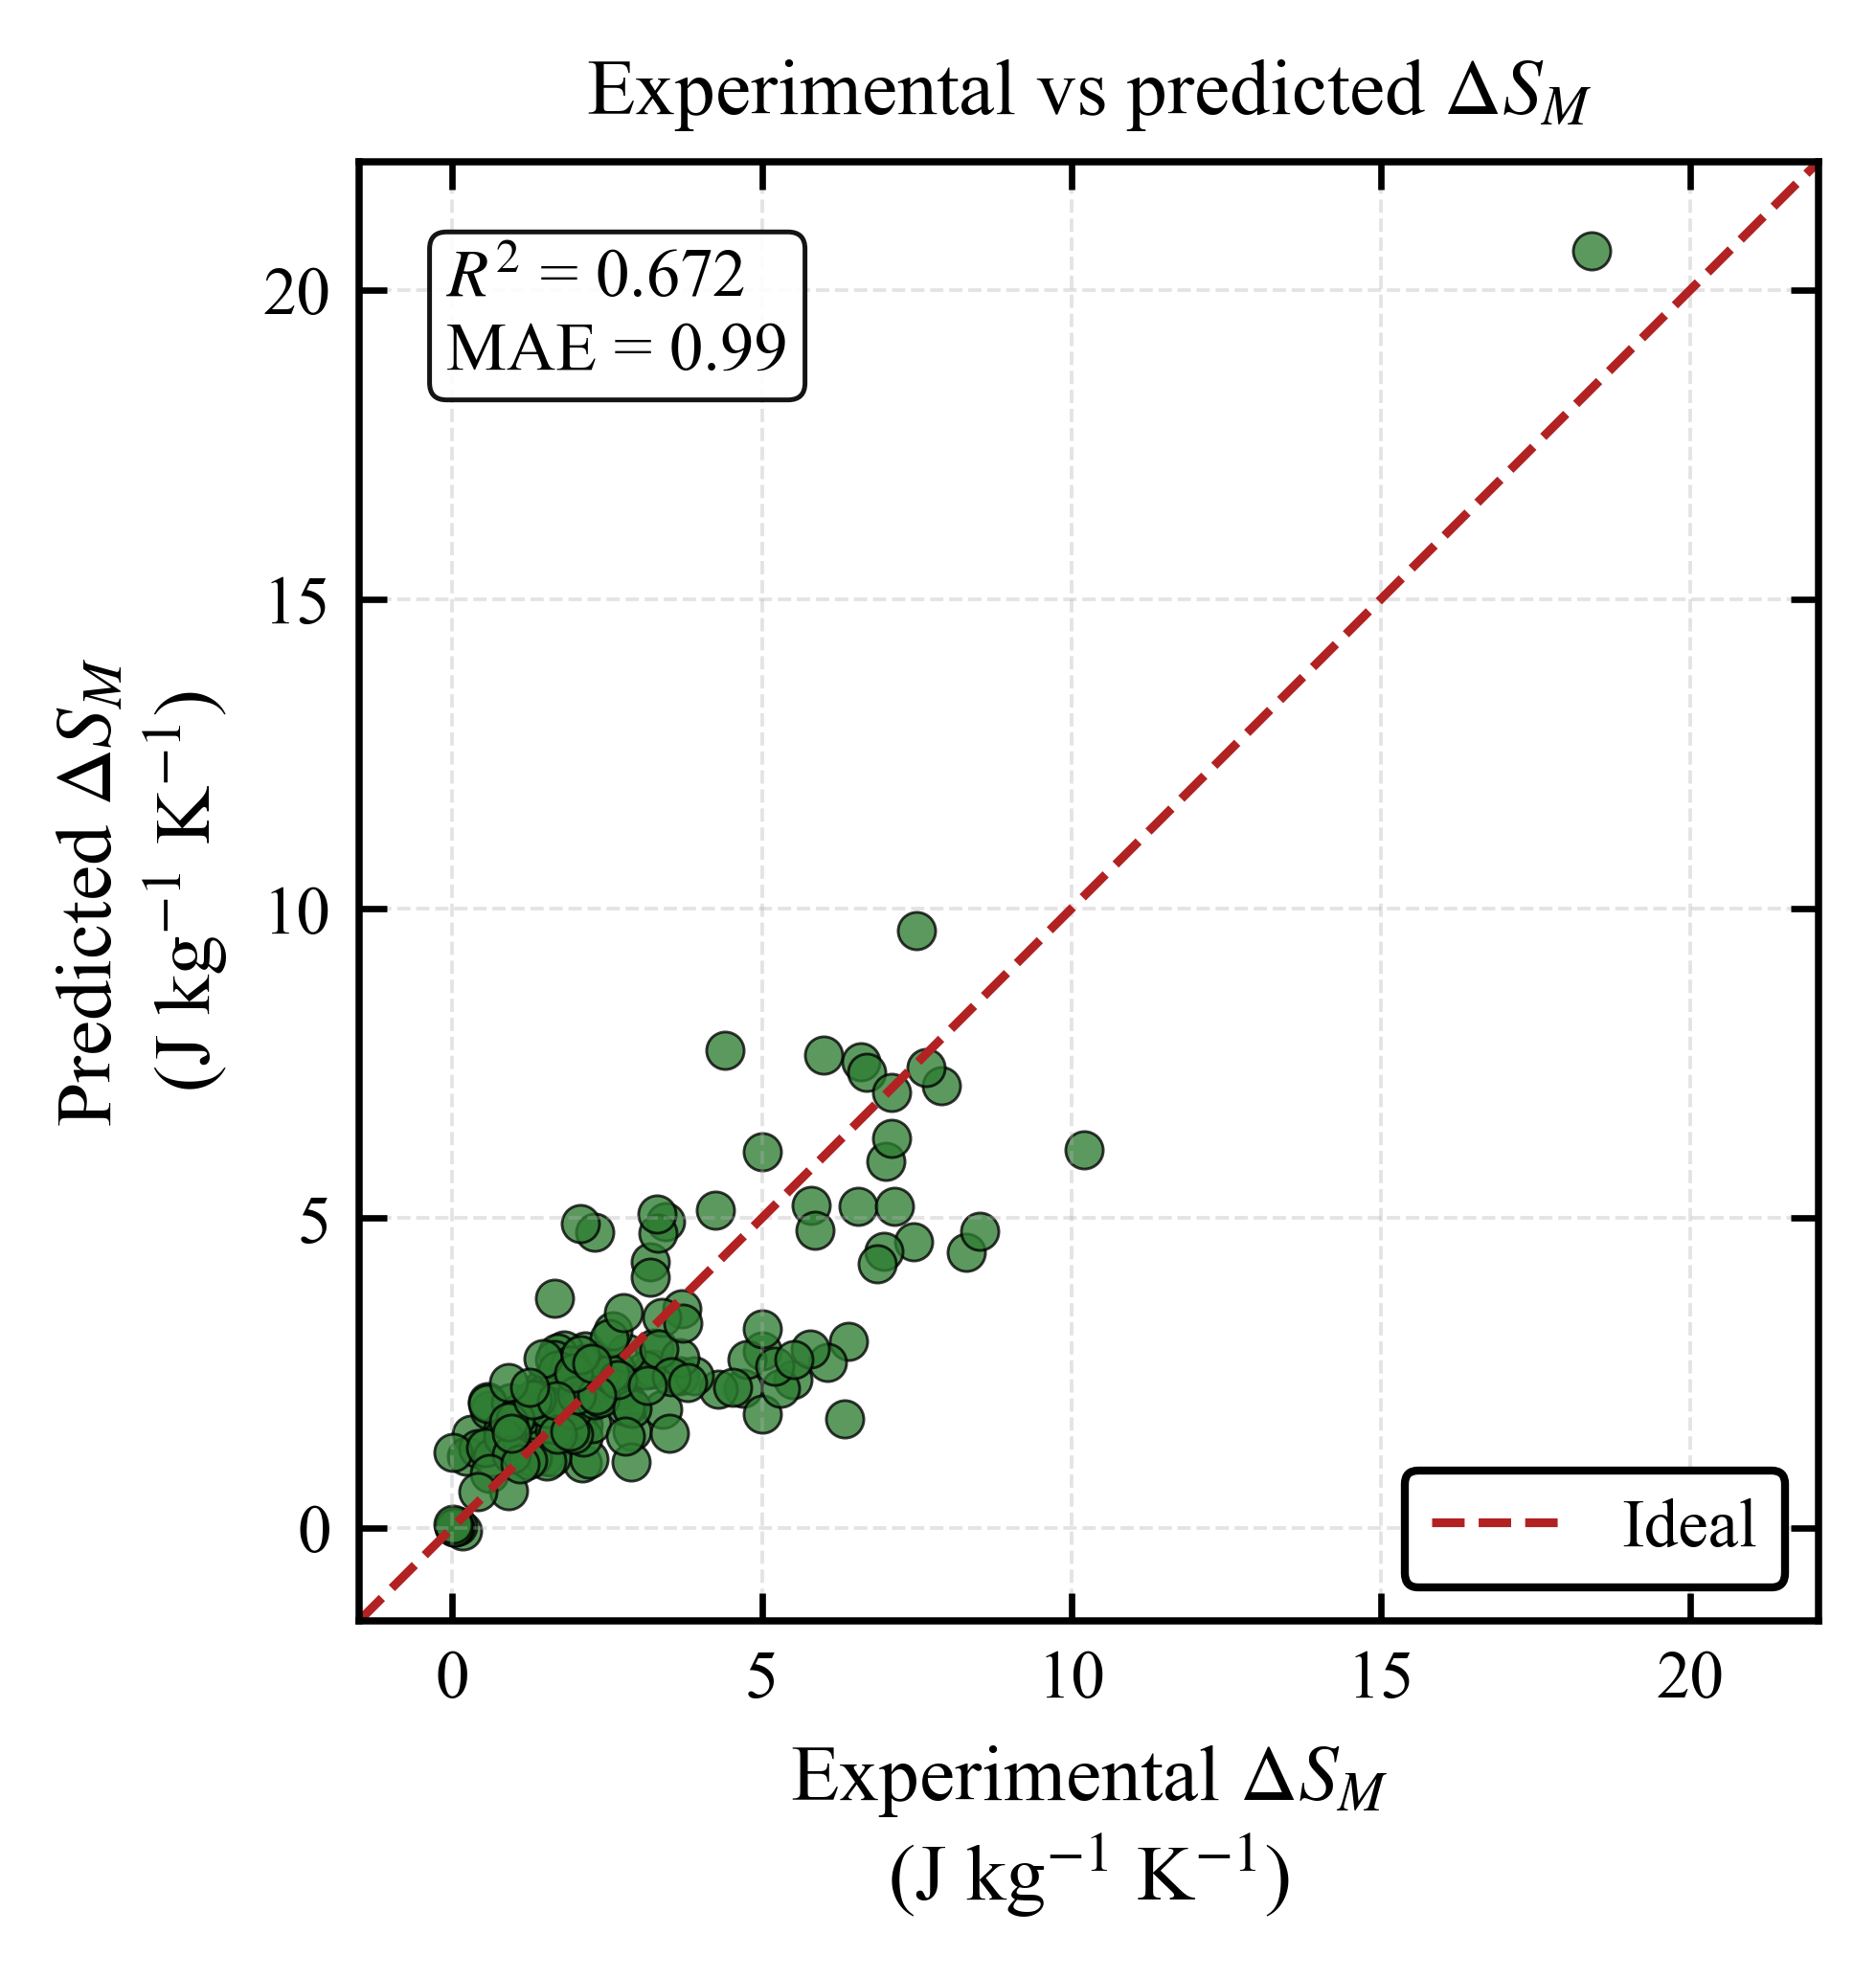 Experimental vs predicted ΔS_M
R² = 0.672
MAE = 0.99
Predicted ΔS_M
(J kg⁻¹ K⁻¹)
20
15
10
5
0
Ideal
0 5 10 15 20
Experimental ΔS_M
(J kg⁻¹ K⁻¹)